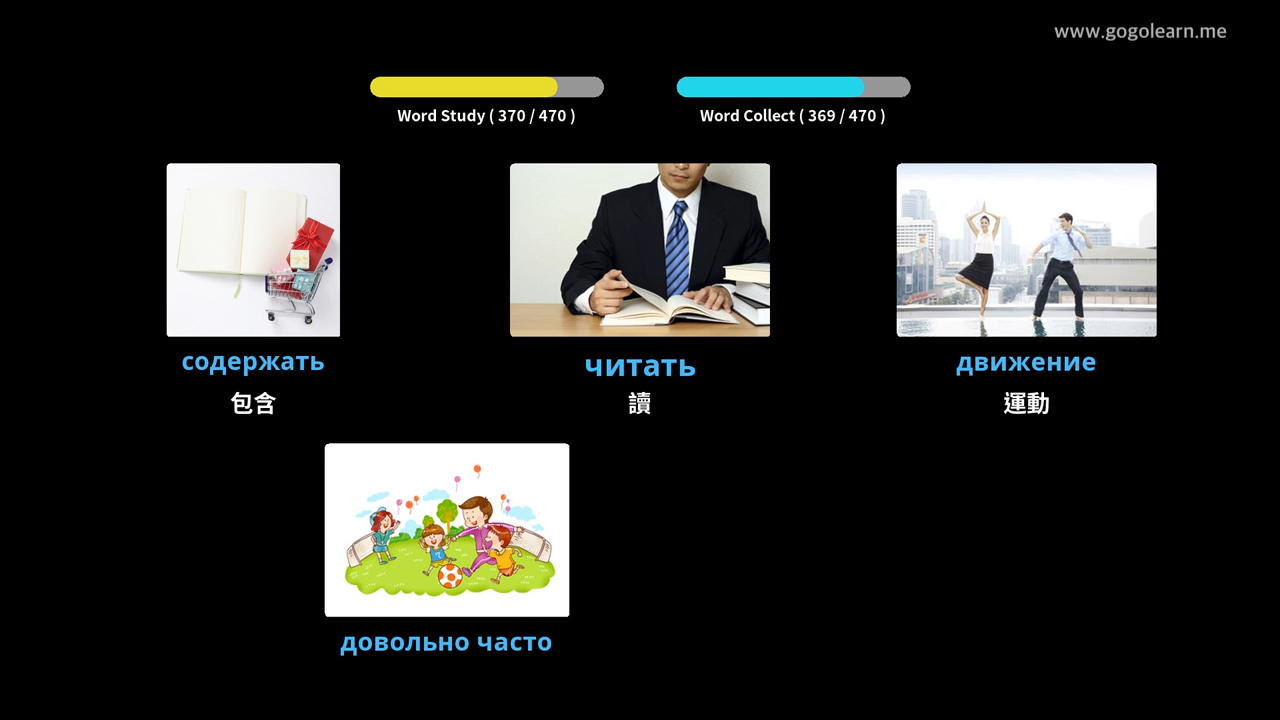 www.gogolearn.me
Word Study ( 370 / 470 )
Word Collect ( 369 / 470 )
содержать
читать
движение
包含
讀
運動
довольно часто